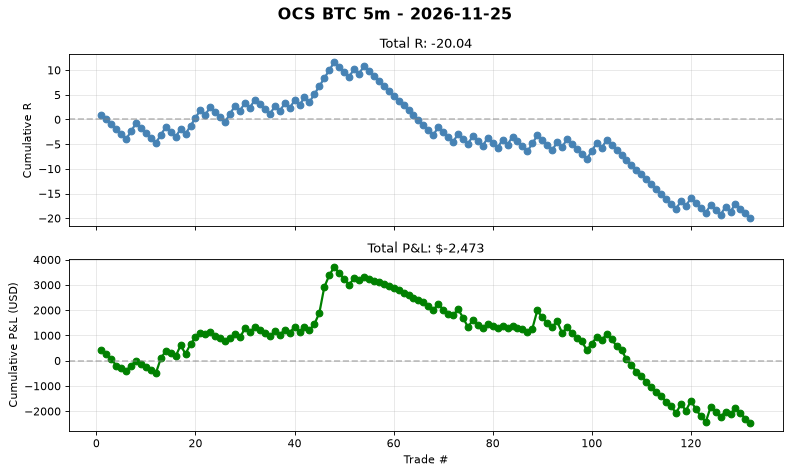 OCS BTC 5m - 2026-11-25
Total R: -20.04
Cumulative R
10
5
0
−5
−10
−15
−20
Total P&L: $-2,473
Cumulative P&L (USD)
4000
3000
2000
1000
0
−1000
−2000
0 20 40 60 80 100 120
Trade #